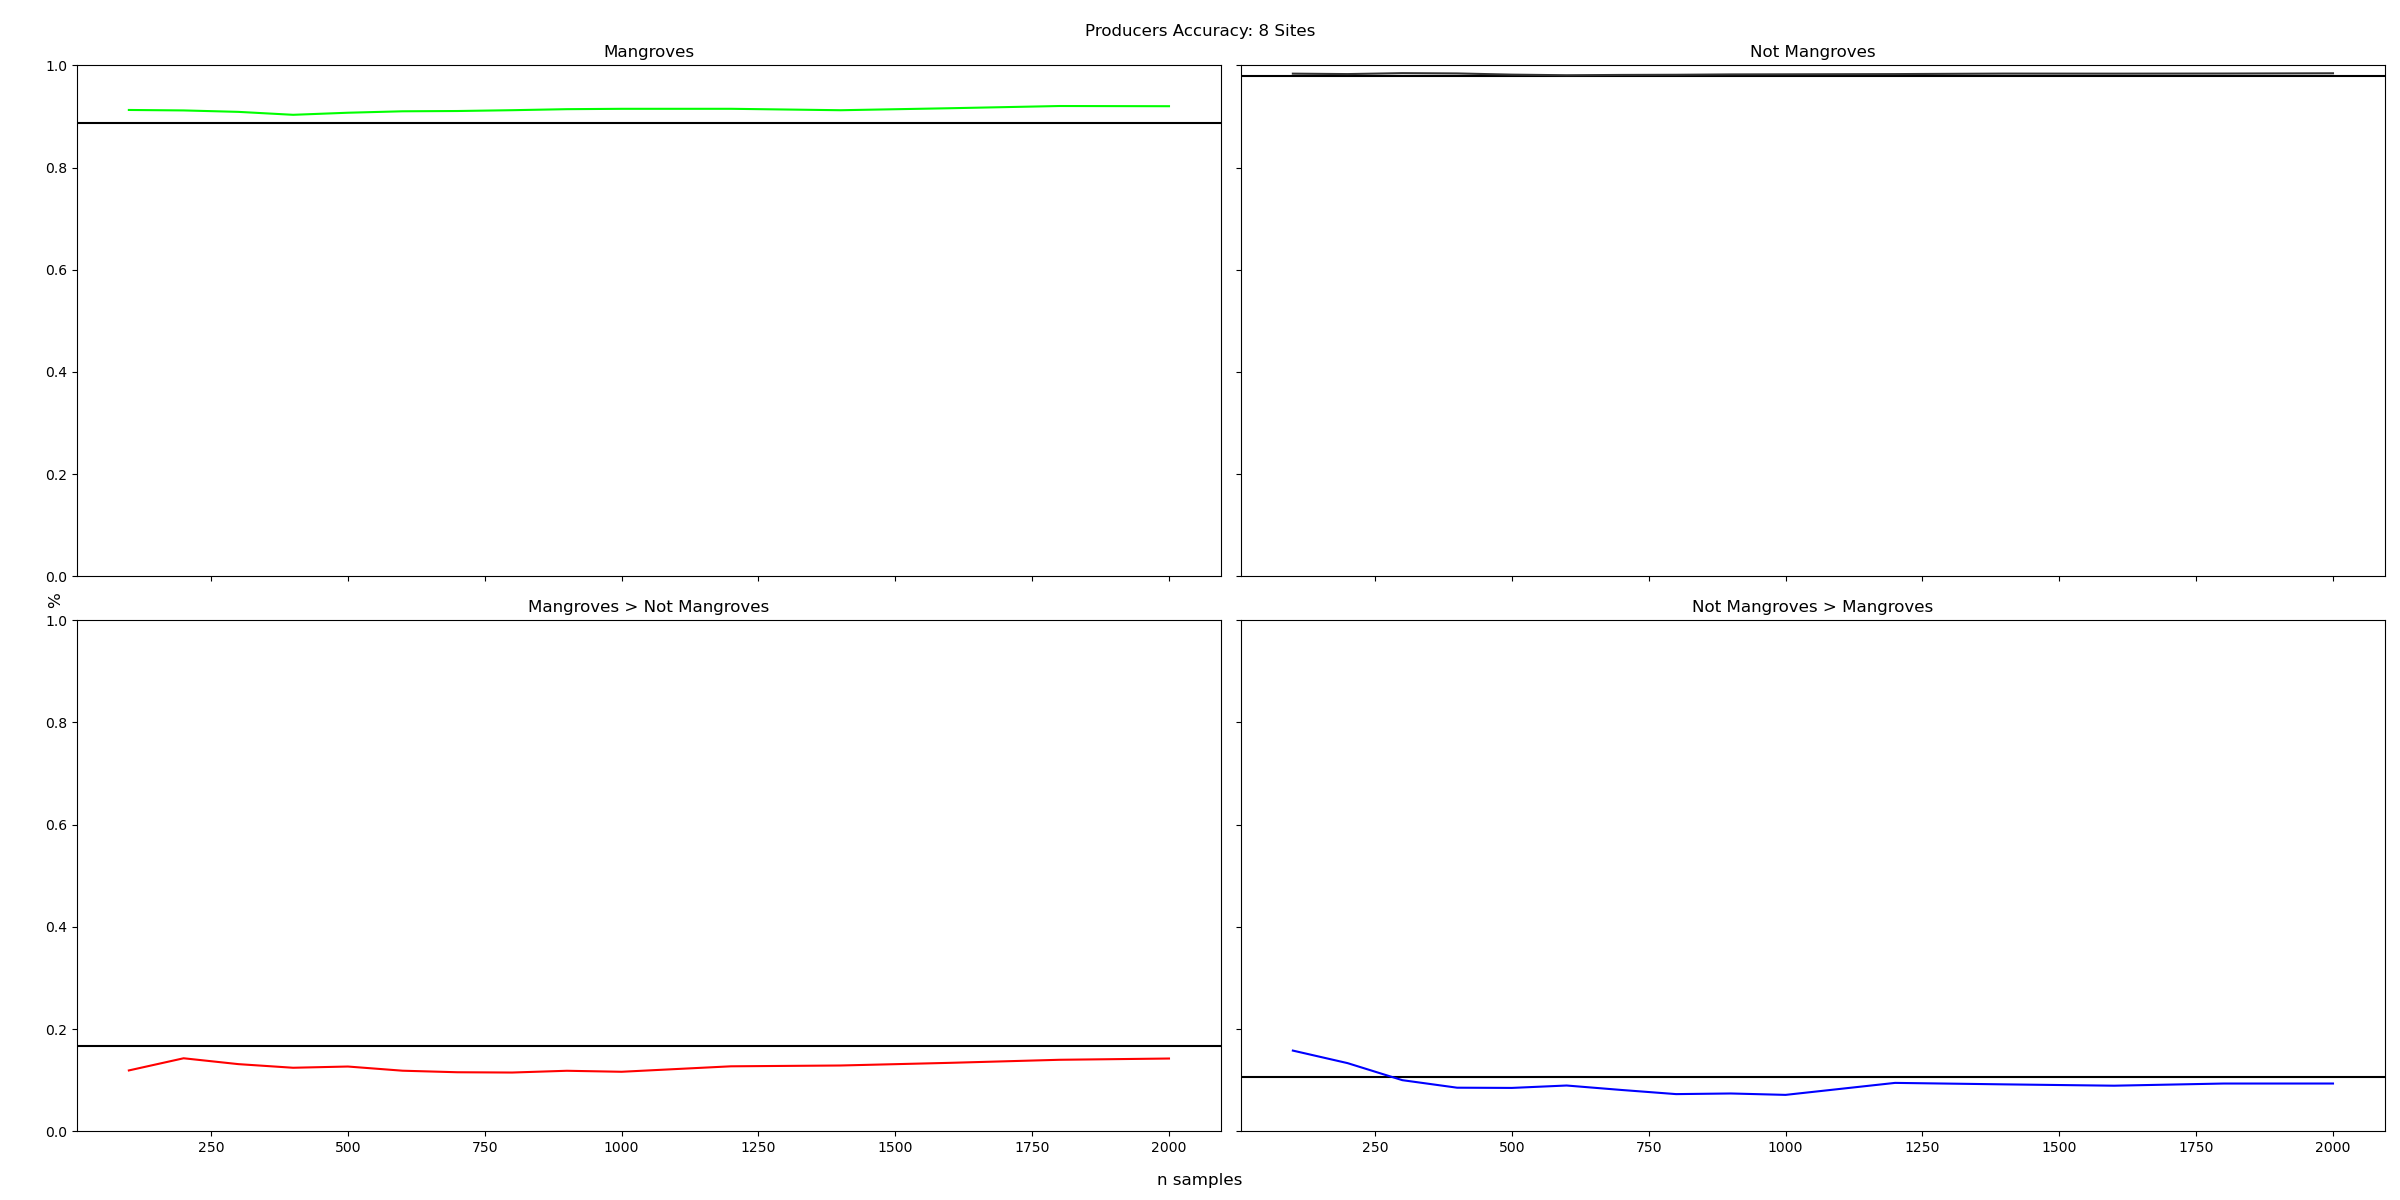 Producers Accuracy: 8 Sites
Mangroves
Not Mangroves
1.0
0.8
0.6
0.4
0.2
0.0
%
Mangroves > Not Mangroves
Not Mangroves > Mangroves
1.0
0.8
0.6
0.4
0.2
0.0
250 500 750 1000 1250 1500 1750 2000
250 500 750 1000 1250 1500 1750 2000
n samples